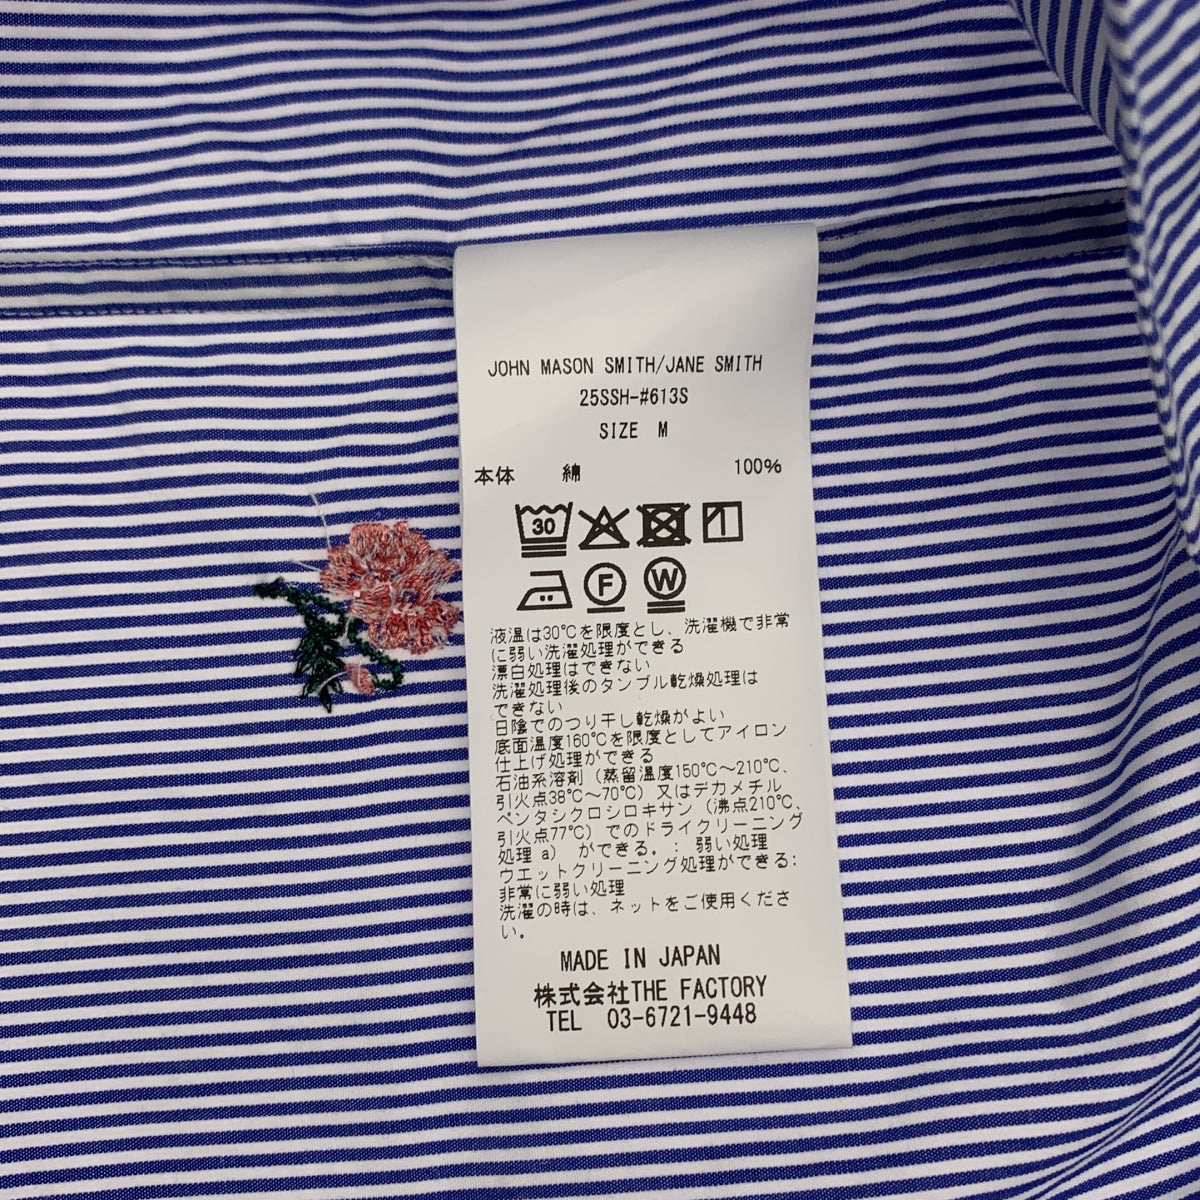 JOHN MASON SMITH/JANE SMITH
25SSH-#613S
SIZE M
本体 綿 100%
30
F W
液温は30℃を限度とし、洗濯機で非常
に弱い洗濯処理ができる
漂白処理はできない
洗濯処理後のタンブル乾燥処理は
できない
日陰でのつり干し乾燥がよい
底面温度160℃を限度としてアイロン
仕上げ処理ができる
石油系溶剤（蒸留温度150℃～210℃、
引火点38℃～70℃）又はデカメチル
ペンタシクロシロキサン（沸点210℃、
引火点77℃）でのドライクリーニング
処理 a） ができる。： 弱い処理
ウエットクリーニング処理ができる：
非常に弱い処理
洗濯の時は、ネットをご使用くださ
い。
MADE IN JAPAN
株式会社THE FACTORY
TEL 03-6721-9448